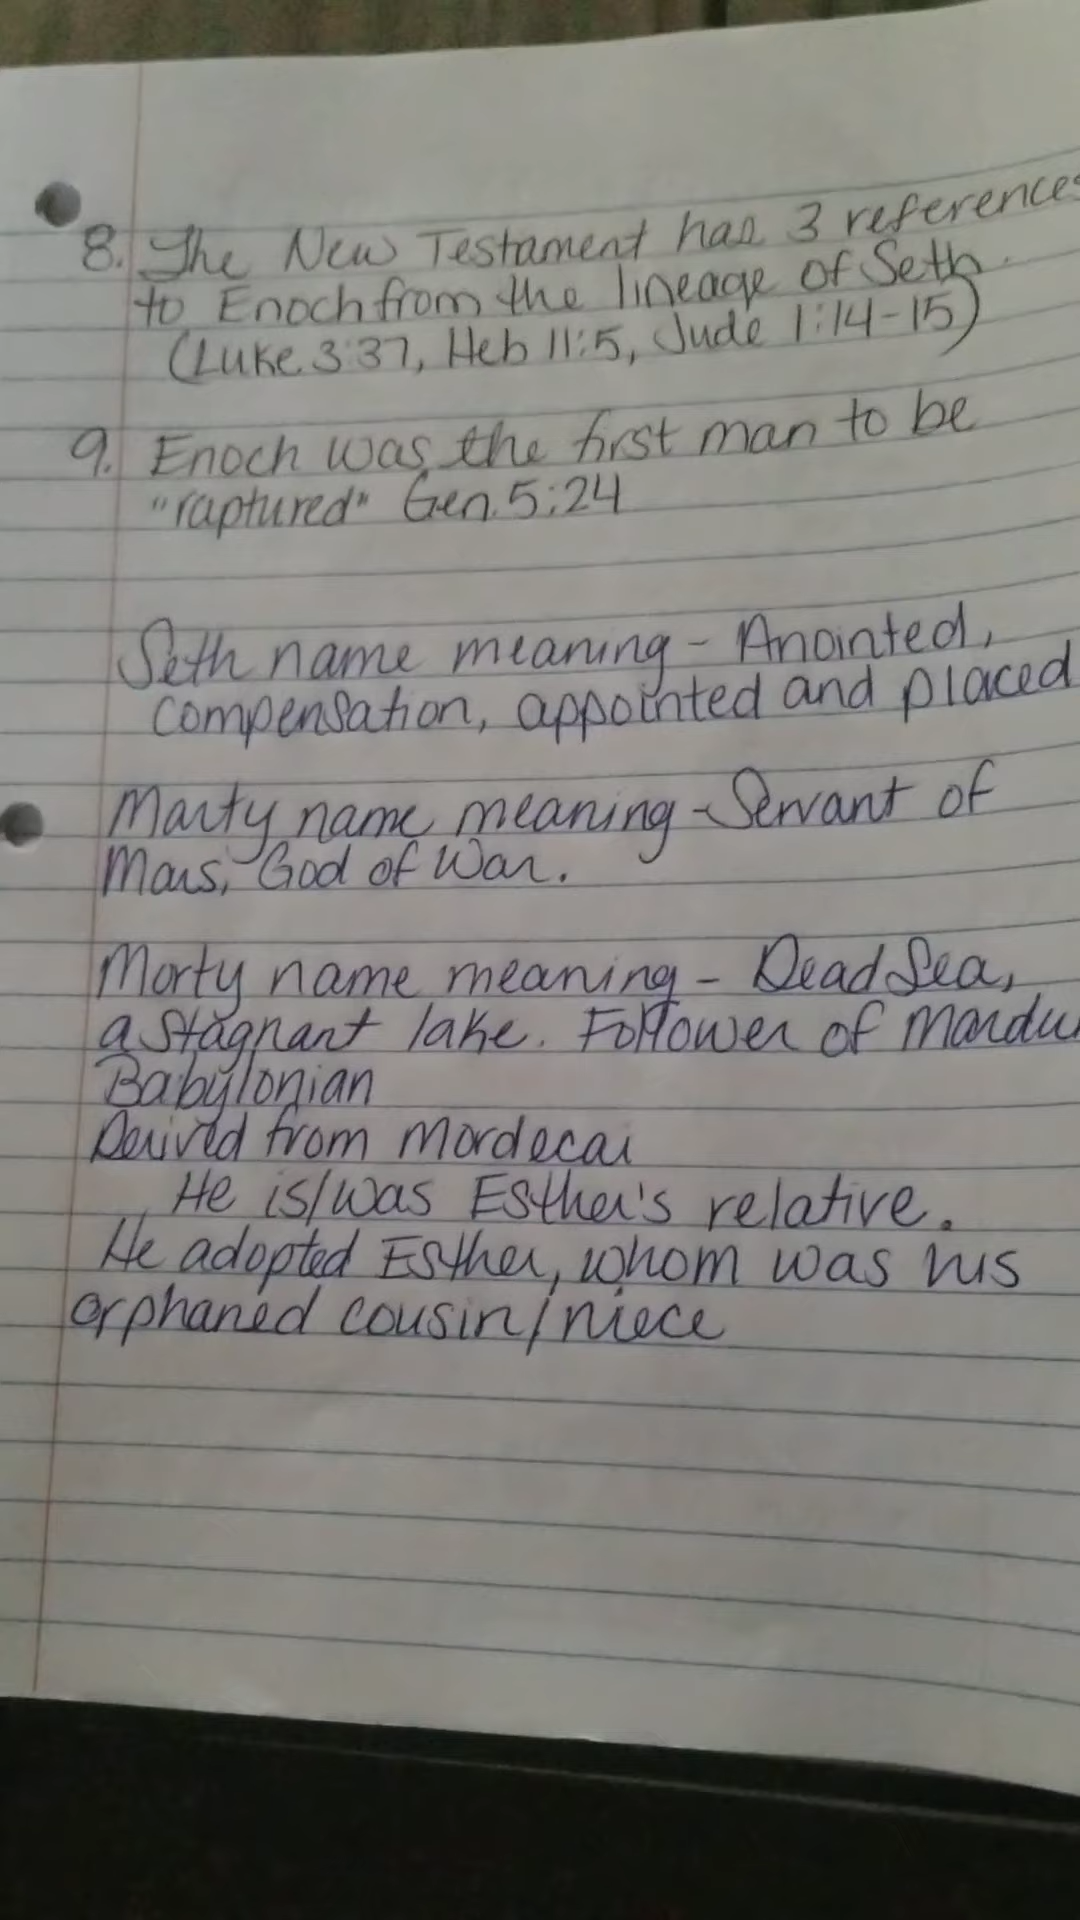 8. The New Testament has 3 references
to Enoch from the lineage of Seth.
(Luke 3:37, Heb 11:5, Jude 1:14-15)
9. Enoch was the first man to be
"raptured" Gen. 5:24
Seth name meaning - Anointed,
compensation, appointed and placed
Marty name meaning - Servant of
Mars, God of War.
Morty name meaning - Dead Sea,
a stagnant lake. Follower of
Babylonian
Derived from Mordecai
He is/was Esther's relative.
He adopted Esther, whom was his
orphaned cousin/niece